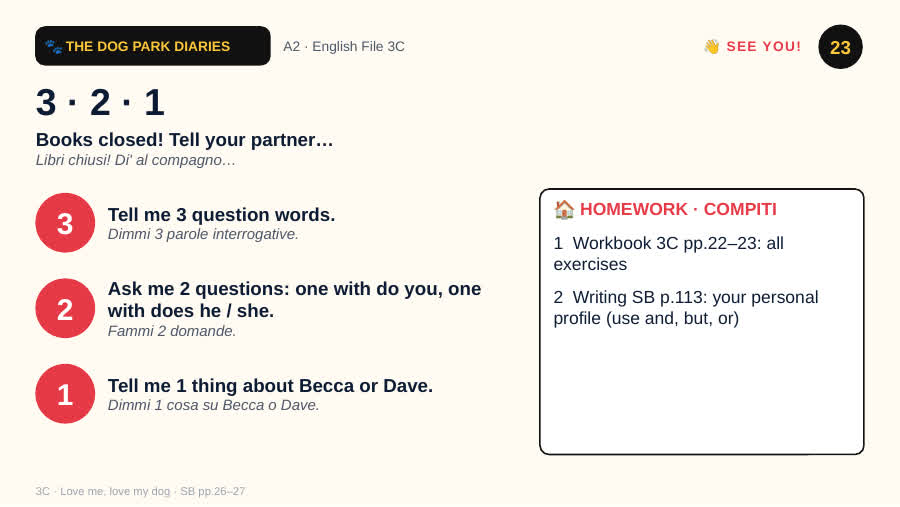 🐾 THE DOG PARK DIARIES
A2 · English File 3C
👋 SEE YOU!
23
3 · 2 · 1
Books closed! Tell your partner…
Libri chiusi! Di' al compagno…
3
Tell me 3 question words.
Dimmi 3 parole interrogative.
2
Ask me 2 questions: one with do you, one
with does he / she.
Fammi 2 domande.
1
Tell me 1 thing about Becca or Dave.
Dimmi 1 cosa su Becca o Dave.
🏠 HOMEWORK · COMPITI
1 Workbook 3C pp.22–23: all
exercises
2 Writing SB p.113: your personal
profile (use and, but, or)
3C · Love me, love my dog · SB pp.26–27